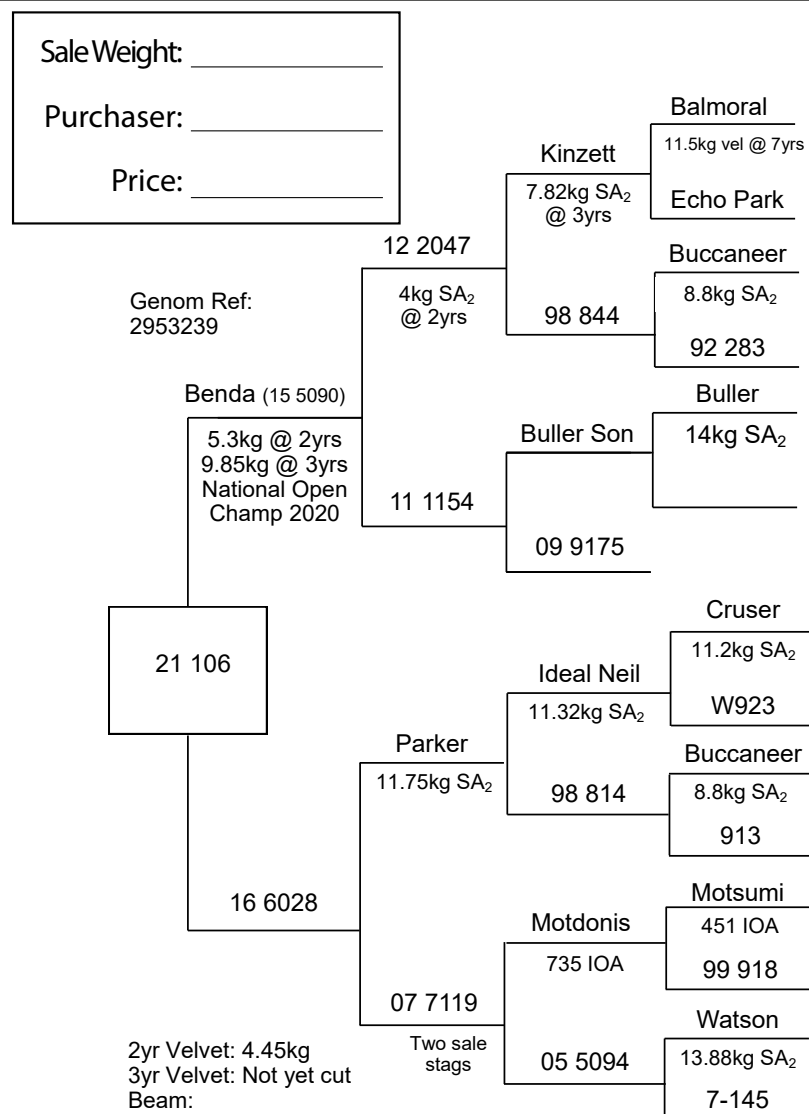 Sale Weight:
Purchaser:
Price:
Balmoral
11.5kg vel @ 7yrs
Kinzett
7.82kg SA₂
@ 3yrs
Echo Park
12 2047
4kg SA₂
@ 2yrs
Buccaneer
8.8kg SA₂
98 844
92 283
Genom Ref:
2953239
Benda (15 5090)
5.3kg @ 2yrs
9.85kg @ 3yrs
National Open
Champ 2020
Buller
14kg SA₂
Buller Son
11 1154
09 9175
21 106
Cruser
11.2kg SA₂
Ideal Neil
11.32kg SA₂
W923
Parker
11.75kg SA₂
Buccaneer
8.8kg SA₂
98 814
913
16 6028
Motsumi
451 IOA
Motdonis
735 IOA
99 918
07 7119
Two sale
stags
Watson
13.88kg SA₂
05 5094
7-145
2yr Velvet: 4.45kg
3yr Velvet: Not yet cut
Beam: